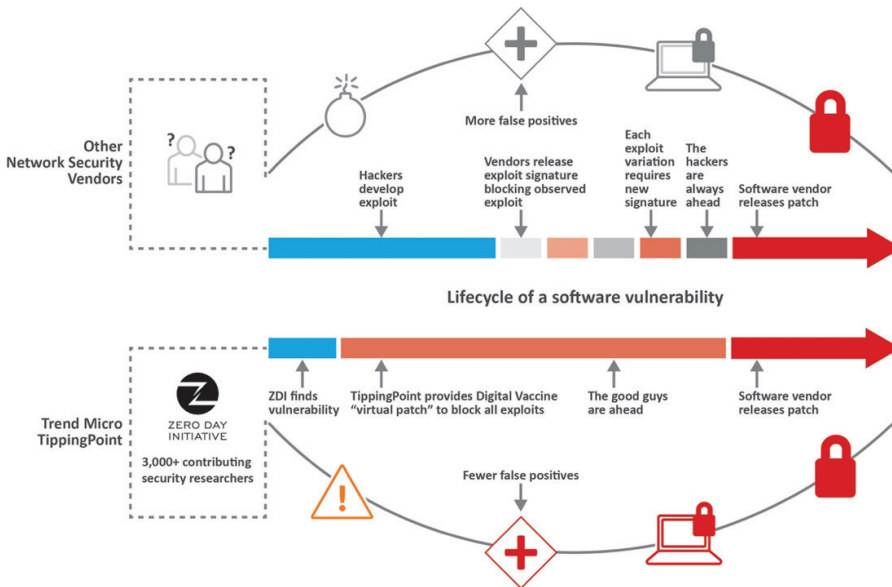 More false positives
?
?
Other
Network Security
Vendors
Hackers
develop
exploit
Vendors release
exploit signature
blocking observed
exploit
Each
exploit
variation
requires
new
signature
The
hackers
are
always
ahead
Software vendor
releases patch
Lifecycle of a software vulnerability
ZDI finds
vulnerability
TippingPoint provides Digital Vaccine
“virtual patch” to block all exploits
The good guys
are ahead
Software vendor
releases patch
Trend Micro
TippingPoint
ZERO DAY
INITIATIVE
3,000+ contributing
security researchers
!
Fewer false positives